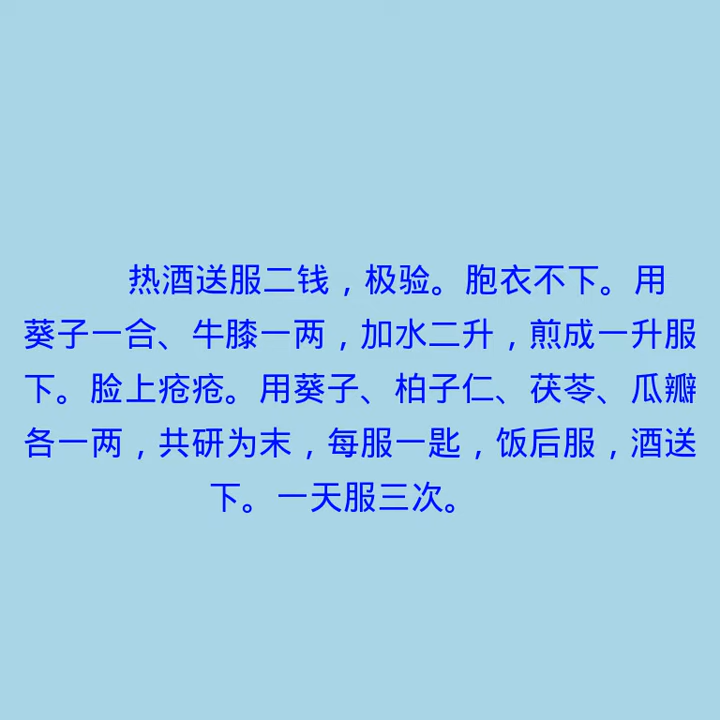 热酒送服二钱，极验。胞衣不下。用
葵子一合、牛膝一两，加水二升，煎成一升服
下。脸上疮疮。用葵子、柏子仁、茯苓、瓜瓣
各一两，共研为末，每服一匙，饭后服，酒送
下。一天服三次。